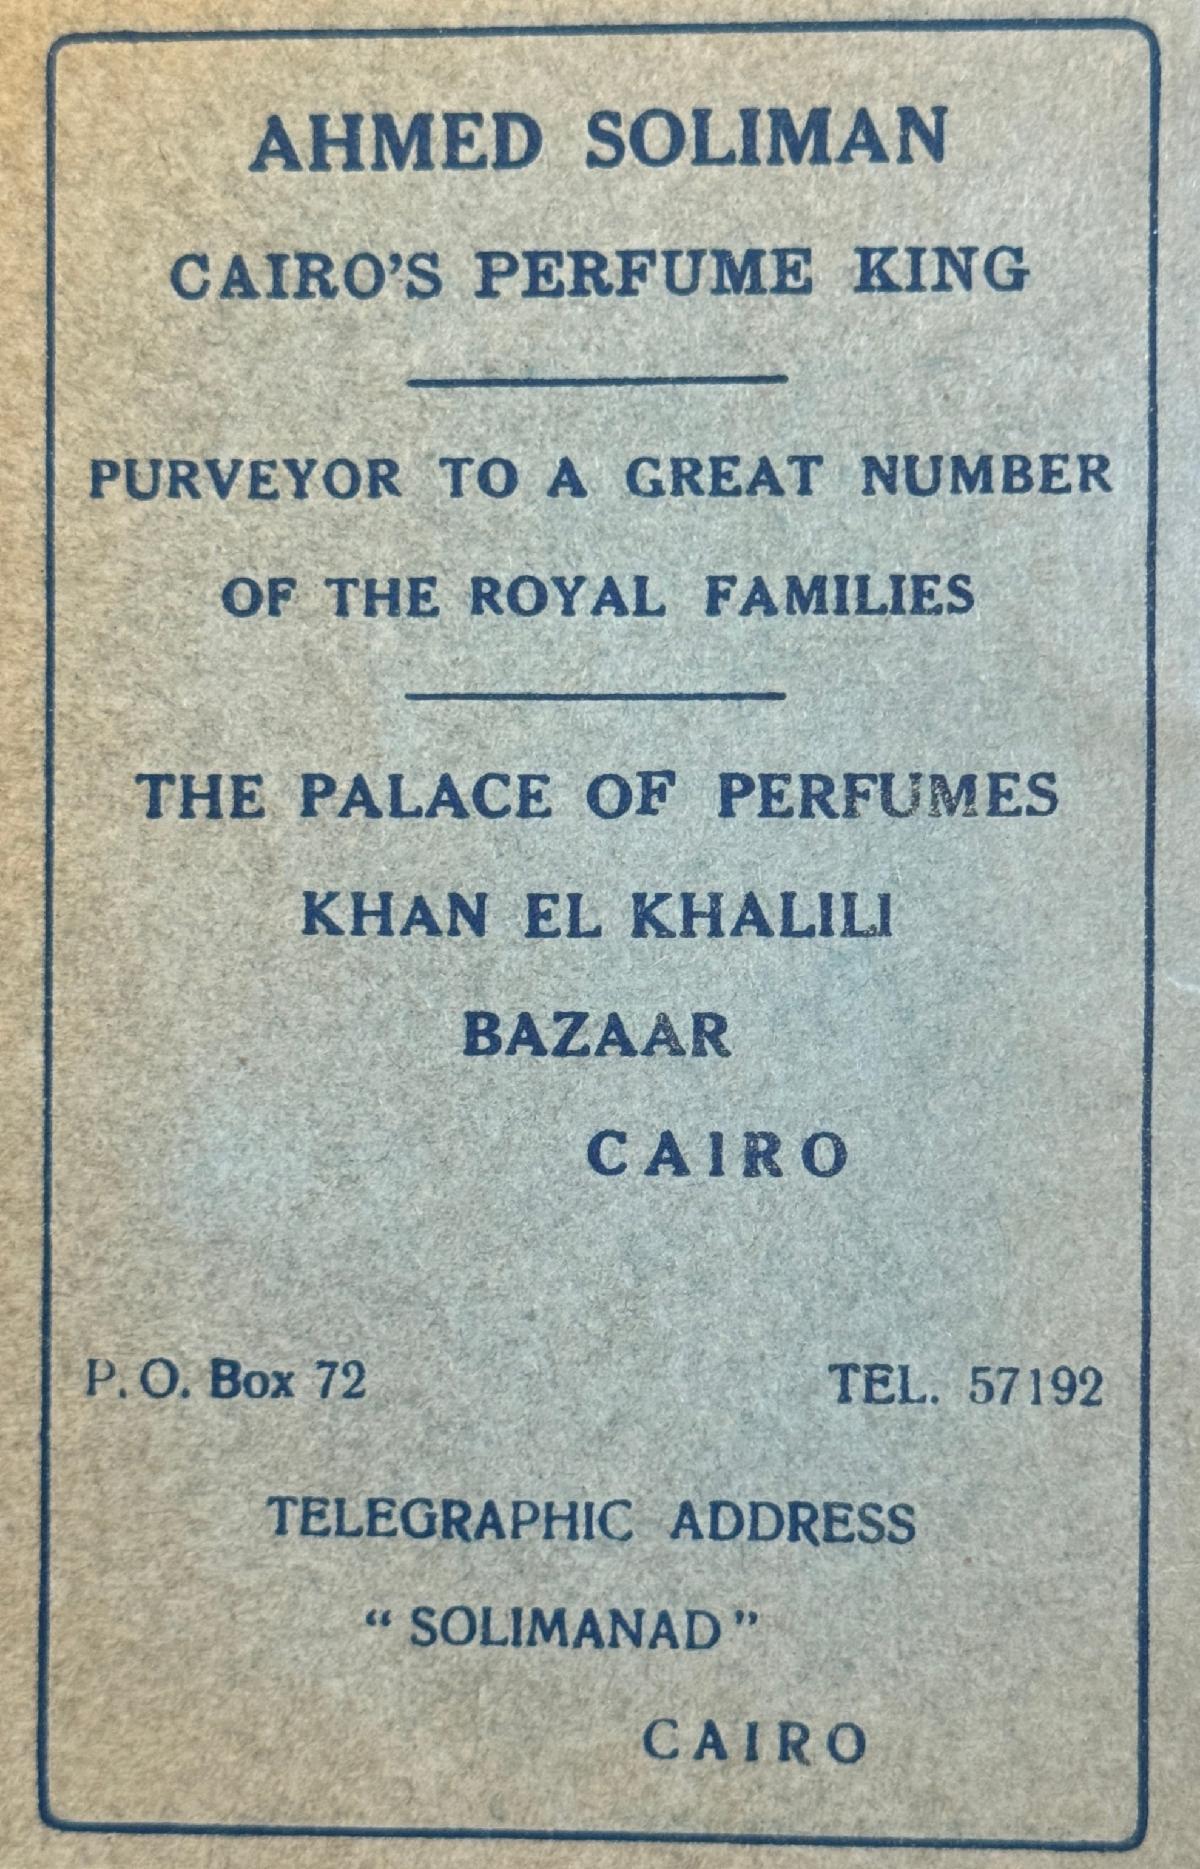 AHMED SOLIMAN
CAIRO'S PERFUME KING
PURVEYOR TO A GREAT NUMBER
OF THE ROYAL FAMILIES
THE PALACE OF PERFUMES
KHAN EL KHALILI
BAZAAR
CAIRO
P. O. Box 72 TEL. 57192
TELEGRAPHIC ADDRESS
“ SOLIMANAD ”
CAIRO